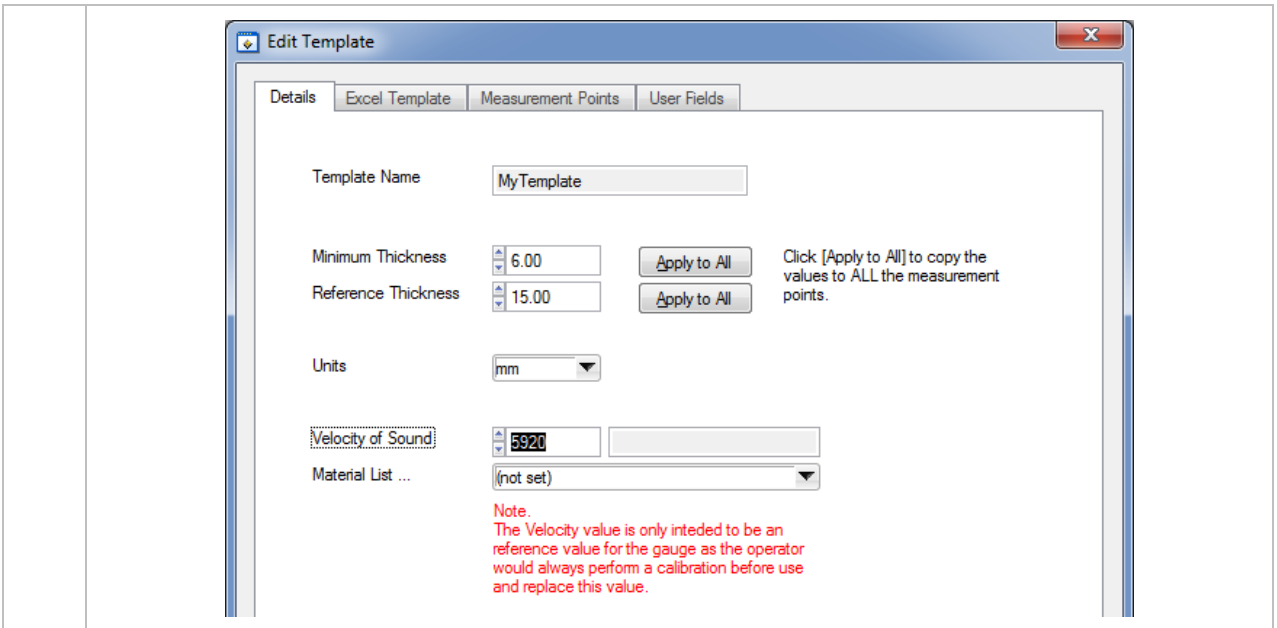 Edit Template
Details Excel Template Measurement Points User Fields
Template Name MyTemplate
Minimum Thickness 6.00 Apply to All Click [Apply to All] to copy the
values to ALL the measurement
Reference Thickness 15.00 Apply to All points.
Units mm
Velocity of Sound 5920
Material List ... (not set)
Note.
The Velocity value is only inteded to be an
reference value for the gauge as the operator
would always perform a calibration before use
and replace this value.